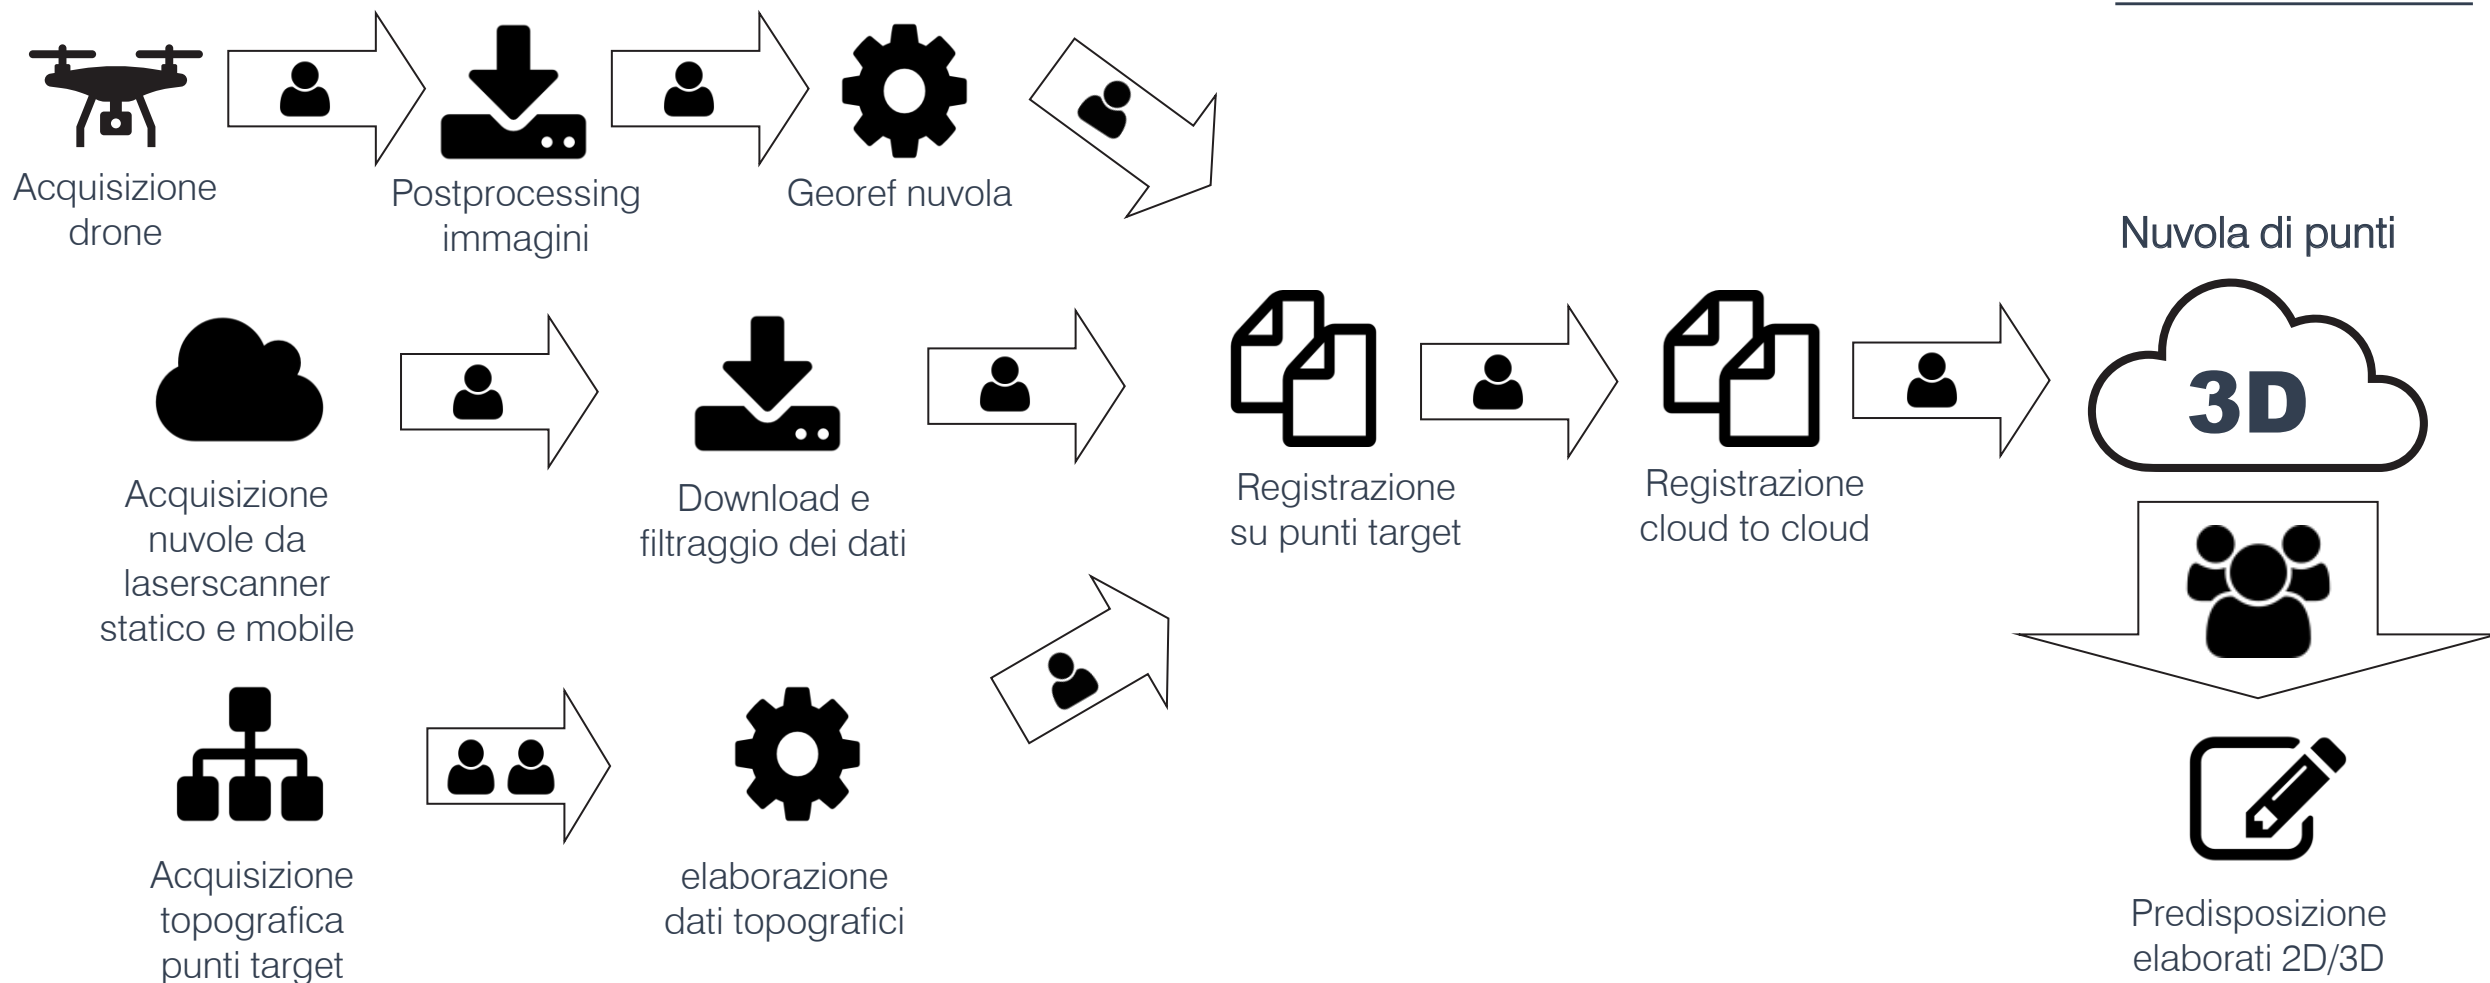 Acquisizione
drone
Postprocessing
immagini
Georef nuvola
Nuvola di punti
3D
Acquisizione
nuvole da
laserscanner
statico e mobile
Download e
filtraggio dei dati
Registrazione
su punti target
Registrazione
cloud to cloud
Acquisizione
topografica
punti target
elaborazione
dati topografici
Predisposizione
elaborati 2D/3D